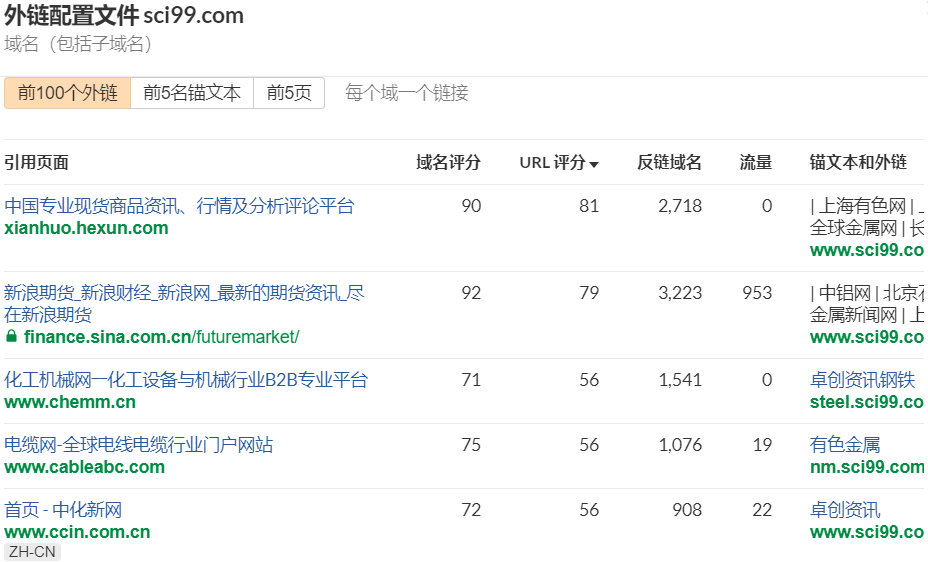 外链配置文件 sci99.com
域名（包括子域名）
前100个外链 前5名锚文本 前5页 每个域一个链接
引用页面 域名评分 URL 评分 反链域名 流量 锚文本和外链
中国专业现货商品资讯、行情及分析评论平台 90 81 2,718 0 | 上海有色网 |
xianhuo.hexun.com 全球金属网 | 长
www.sci99.co
新浪期货_新浪财经_新浪网_最新的期货资讯_尽 92 79 3,223 953 | 中铝网 | 北京
在新浪期货 金属新闻网 | 上
finance.sina.com.cn/futuremarket/ www.sci99.co
化工机械网一化工设备与机械行业B2B专业平台 71 56 1,541 0 卓创资讯钢铁
www.chemm.cn steel.sci99.co
电缆网-全球电线电缆行业门户网站 75 56 1,076 19 有色金属
www.cableabc.com nm.sci99.com
首页 - 中化新网 72 56 908 22 卓创资讯
www.ccin.com.cn www.sci99.co
ZH-CN